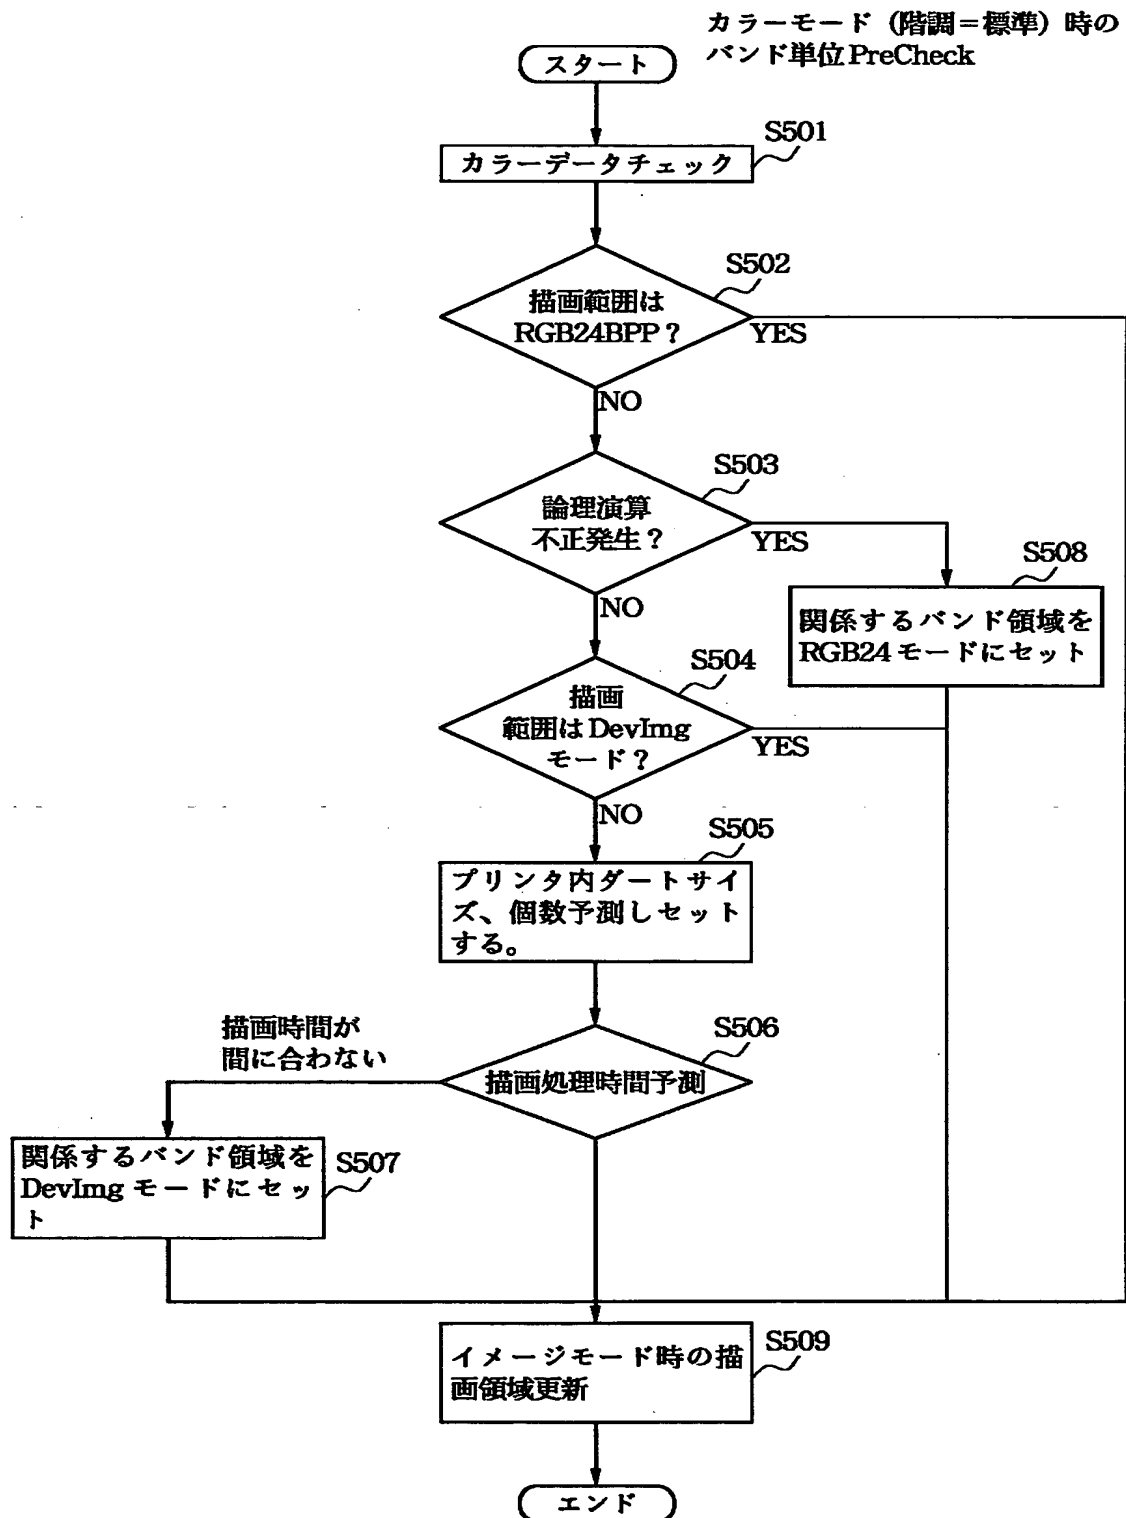 カラーモード（階調＝標準）時の
バンド単位PreCheck
スタート
S501
カラーデータチェック
S502
描画範囲は
RGB24BPP？
YES
NO
S503
論理演算
不正発生？
YES
S508
NO
関係するバンド領域を
RGB24モードにセット
S504
描画
範囲はDevImg
モード？
YES
NO
S505
プリンタ内ダートサイ
ズ、個数予測しセット
する。
描画時間が
間に合わない
S506
描画処理時間予測
関係するバンド領域を
DevImgモードにセッ
ト
S507
S509
イメージモード時の描
画領域更新
エンド